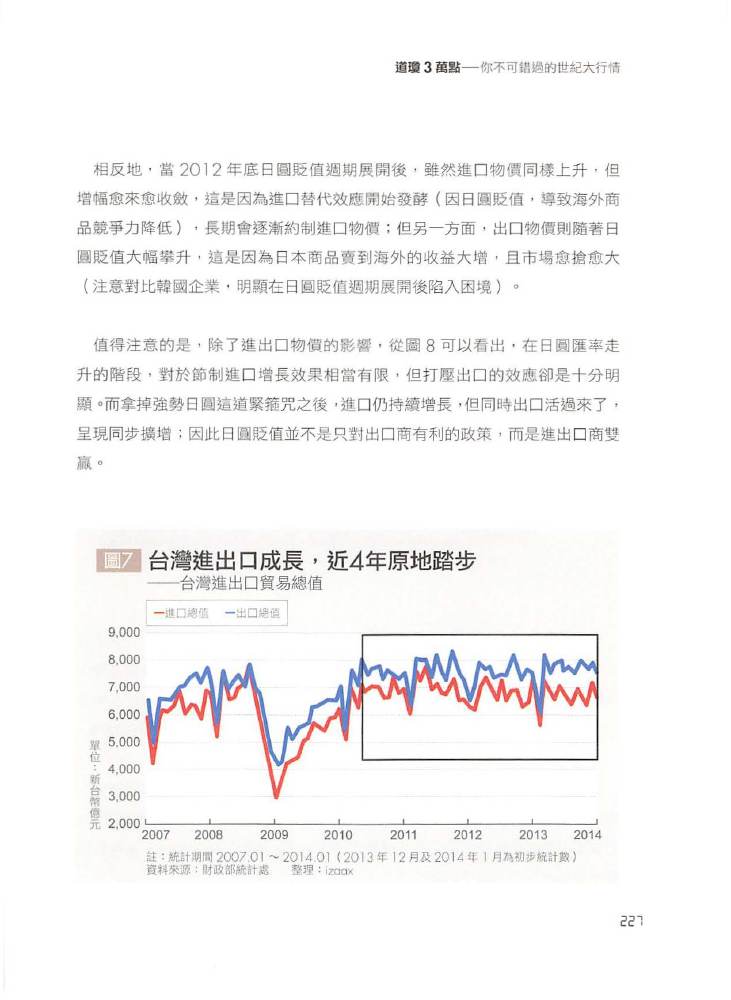 道瓊 3 萬點──你不可錯過的世紀大行情
相反地，當 2012 年底日圓貶值週期展開後，雖然進口物價同樣上升，但
增幅愈來愈收斂，這是因為進口替代效應開始發酵（因日圓貶值，導致海外商
品競爭力降低），長期會逐漸約制進口物價；但另一方面，出口物價則隨著日
圓貶值大幅攀升，這是因為日本商品賣到海外的收益大增，且市場愈搶愈大
（注意對比韓國企業，明顯在日圓貶值週期展開後陷入困境）。
值得注意的是，除了進出口物價的影響，從圖 8 可以看出，在日圓匯率走
升的階段，對於節制進口增長效果相當有限，但打壓出口的效應卻是十分明
顯。而拿掉強勢日圓這道緊箍咒之後，進口仍持續增長，但同時出口活過來了，
呈現同步擴增；因此日圓貶值並不是只對出口商有利的政策，而是進出口商雙
贏。
圖7 台灣進出口成長，近4年原地踏步
──台灣進出口貿易總值
進口總值 出口總值
9,000
8,000
7,000
6,000
5,000
4,000
3,000
2,000
單位：新台幣億元
2007 2008 2009 2010 2011 2012 2013 2014
註：統計期間 2007.01～2014.01（2013 年 12 月及 2014 年 1 月為初步統計數）
資料來源：財政部統計處 整理：izaax
227